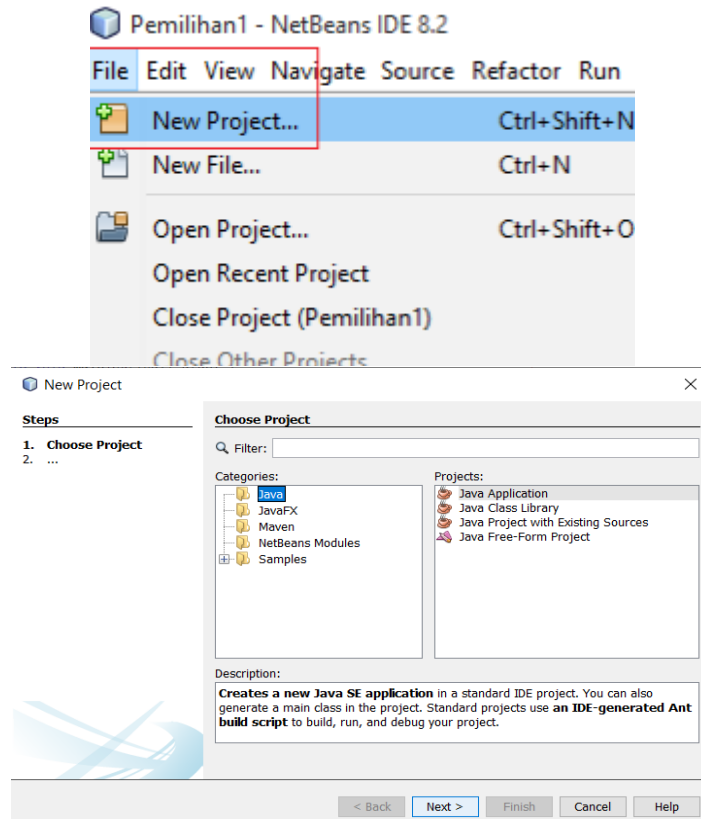 Pemilihan1 - NetBeans IDE 8.2
File Edit View Navigate Source Refactor Run
New Project... Ctrl+Shift+N
New File... Ctrl+N
Open Project... Ctrl+Shift+O
Open Recent Project
Close Project (Pemilihan1)
Close Other Projects
New Project
Steps
1. Choose Project
2. ...
Choose Project
Filter:
Categories:
Java
JavaFX
Maven
NetBeans Modules
Samples
Projects:
Java Application
Java Class Library
Java Project with Existing Sources
Java Free-Form Project
Description:
Creates a new Java SE application in a standard IDE project. You can also
generate a main class in the project. Standard projects use an IDE-generated Ant
build script to build, run, and debug your project.
< Back Next > Finish Cancel Help